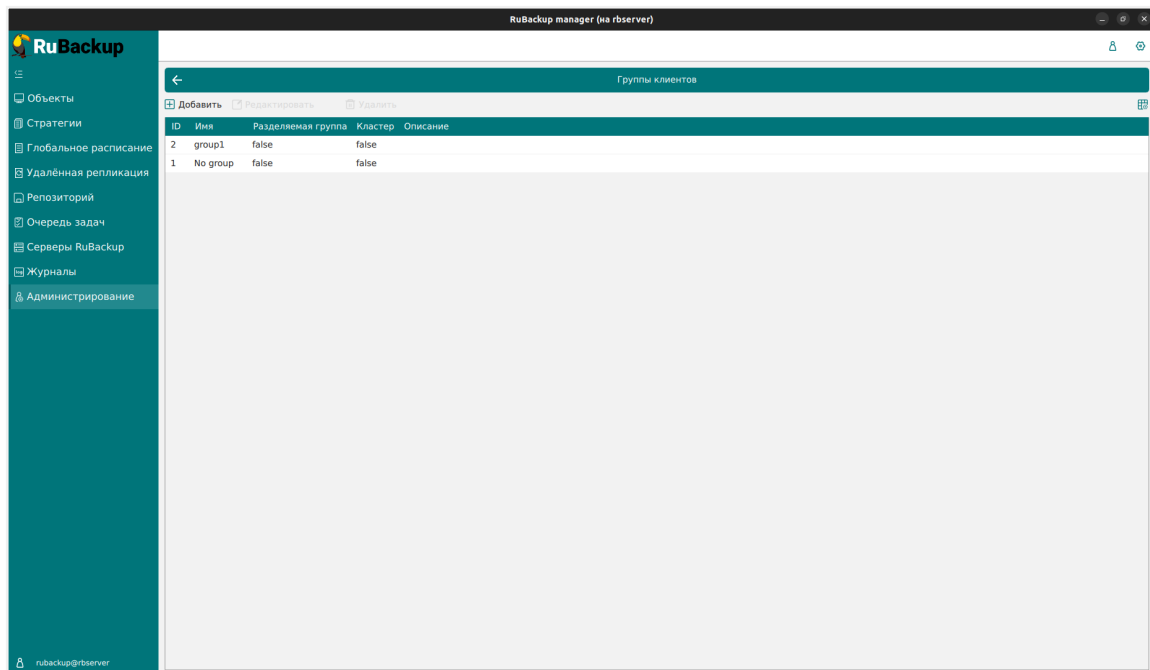 RuBackup manager (на rbserver)
RuBackup
Объекты
Стратегии
Глобальное расписание
Удалённая репликация
Репозиторий
Очередь задач
Серверы RuBackup
Журналы
Администрирование
rubackup@rbserver
Группы клиентов
Добавить Редактировать Удалить
ID Имя Разделяемая группа Кластер Описание
2 group1 false false
1 No group false false